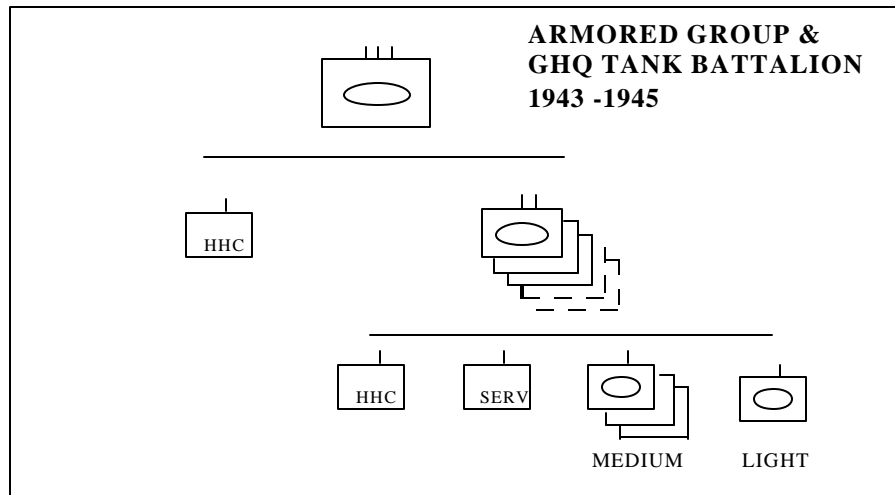 ARMORED GROUP &
GHQ TANK BATTALION
1943 -1945
HHC
HHC
SERV
MEDIUM
LIGHT